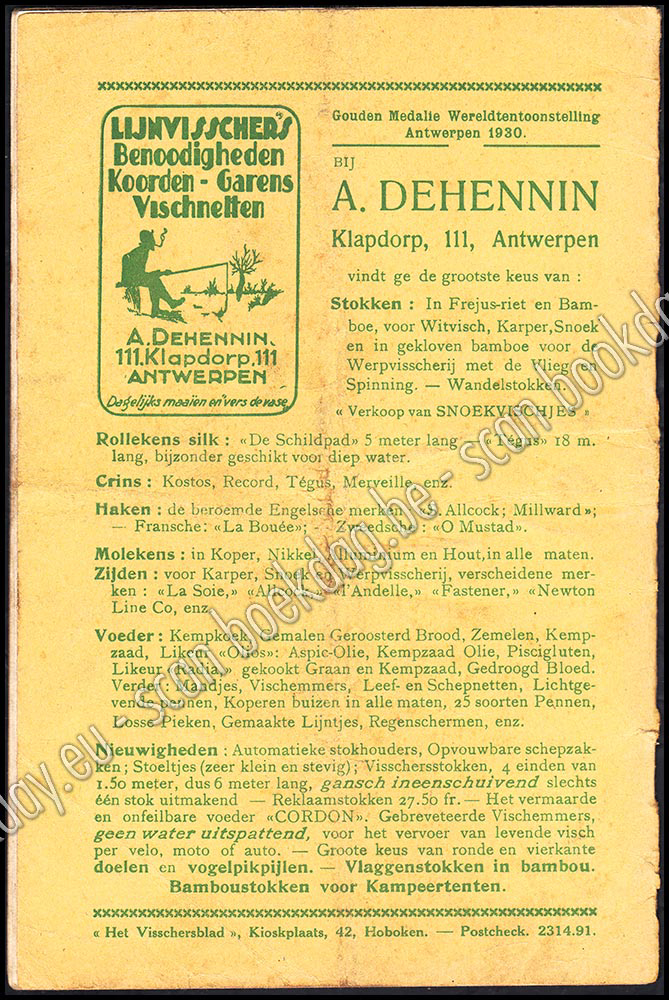 LIJNVISSCHERS
Benoodigheden
Koorden - Garens
Vischnetten
A. DEHENNIN.
111. Klapdorp, 111
ANTWERPEN
Dagelijks maaien en vers de vase
Gouden Medalie Wereldtentoonstelling
Antwerpen 1930.
BIJ
A. DEHENNIN
Klapdorp, 111, Antwerpen
vindt ge de grootste keus van :
Stokken : In Frejus-riet en Bam-
boe, voor Witvisch, Karper, Snoek
en in gekloven bamboe voor de
Werpvisscherij met de Vlieg en
Spinning. — Wandelstokken.
« Verkoop van SNOEKVISCHJES »
Rollekens silk : «De Schildpad» 5 meter lang — «Tégus» 18 m.
lang, bijzonder geschikt voor diep water.
Crins : Kostos, Record, Tégus, Merveille, enz.
Haken : de beroemde Engelsche merken : «S. Allcock; Millward»;
— Fransche: «La Bouée»; - Zweedsche : «O Mustad».
Molekens : in Koper, Nikkel, Alluminium en Hout, in alle maten.
Zijden : voor Karper, Snoek en Werpvisscherij, verscheidene mer-
ken : «La Soie,» «Allcock,» «l'Andelle,» «Fastener,» «Newton
Line Co, enz.
Voeder : Kempkoek, Gemalen Geroosterd Brood, Zemelen, Kemp-
zaad, Likeur «Olios»: Aspic-Olie, Kempzaad Olie, Piscigluten,
Likeur «Radia,» gekookt Graan en Kempzaad, Gedroogd Bloed.
Verder : Mandjes, Vischemmers, Leef- en Schepnetten, Lichtge-
vende pennen, Koperen buizen in alle maten, 25 soorten Pennen,
Losse Pieken, Gemaakte Lijntjes, Regenschermen, enz.
Nieuwigheden : Automatieke stokhouders, Opvouwbare schepzak-
ken ; Stoeltjes (zeer klein en stevig) ; Visschersstokken, 4 einden van
1.50 meter, dus 6 meter lang, gansch ineenschuivend slechts
één stok uitmakend — Reklaamstokken 27.50 fr. — Het vermaarde
en onfeilbare voeder «CORDON». Gebreveteerde Vischemmers,
geen water uitspattend, voor het vervoer van levende visch
per velo, moto of auto. — Groote keus van ronde en vierkante
doelen en vogelpikpijlen. — Vlaggenstokken in bambou.
Bamboustokken voor Kampeertenten.
« Het Visschersblad », Kioskplaats, 42, Hoboken. — Postcheck. 2314.91.
day.eu - scan boekdag.be - scan bookday